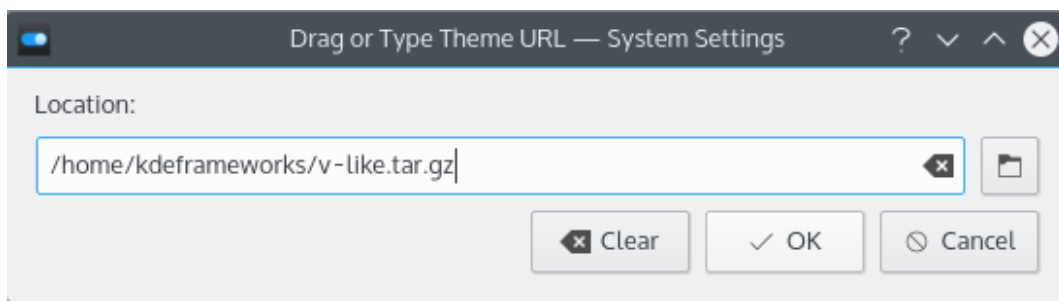 Drag or Type Theme URL — System Settings
Location:
/home/kdeframeworks/v-like.tar.gz
Clear OK Cancel